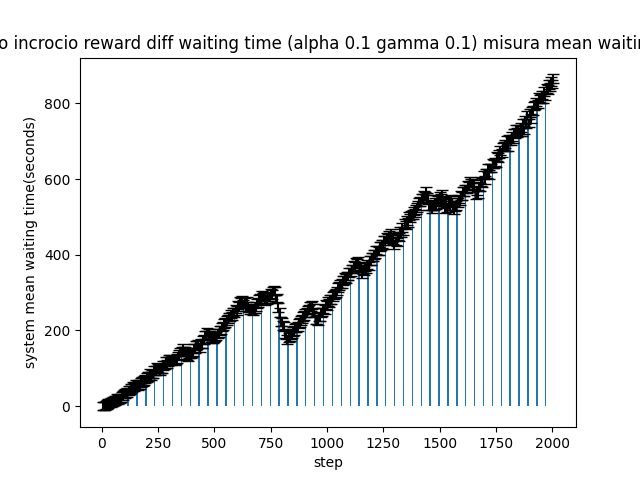 o incrocio reward diff waiting time (alpha 0.1 gamma 0.1) misura mean waitin
system mean waiting time(seconds)
800
600
400
200
0
0 250 500 750 1000 1250 1500 1750 2000
step